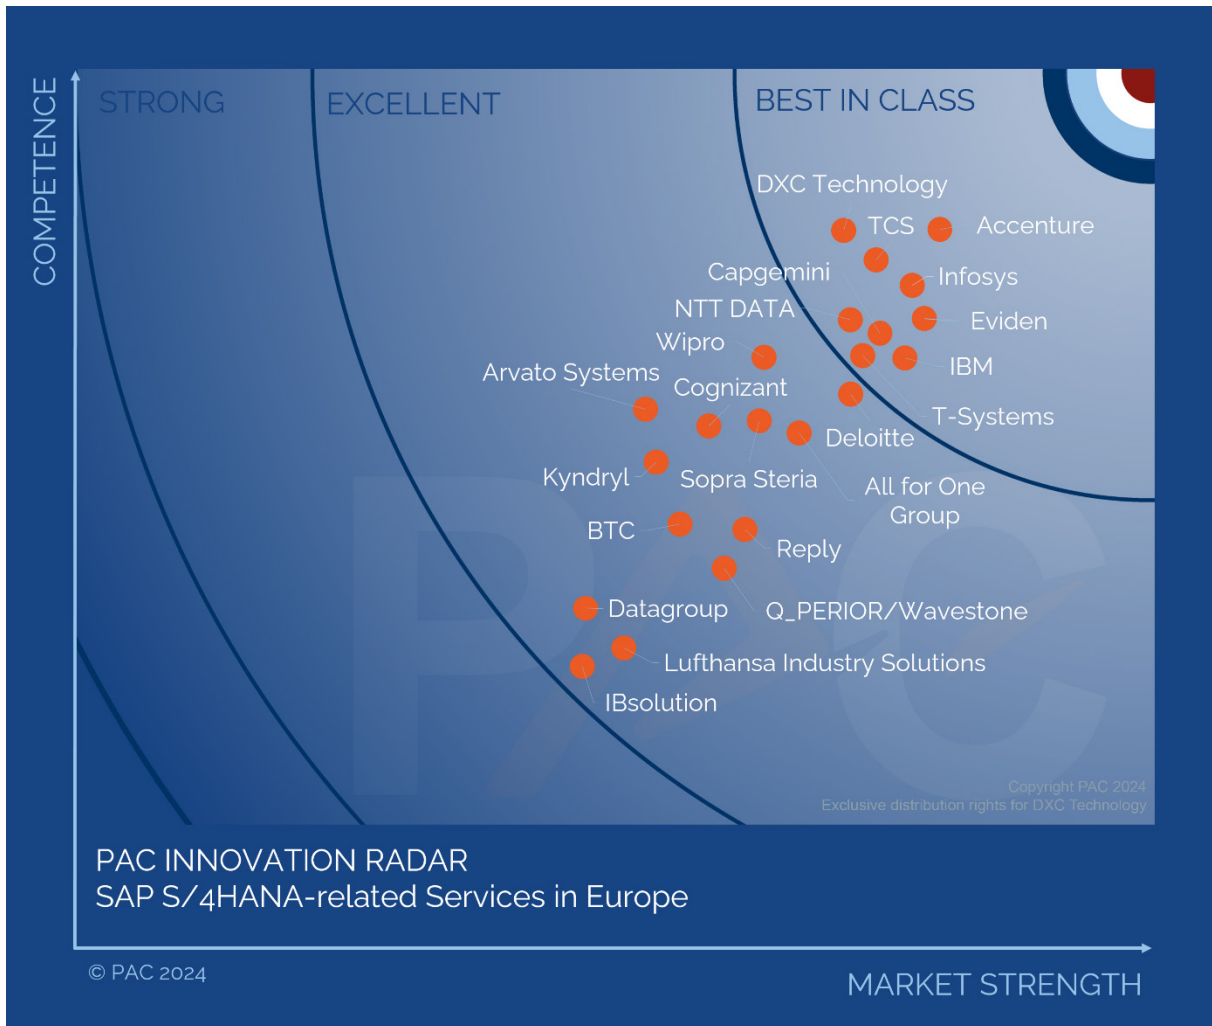 COMPETENCE
STRONG
EXCELLENT
BEST IN CLASS
DXC Technology
TCS
Accenture
Capgemini
Infosys
NTT DATA
Eviden
Wipro
IBM
Arvato Systems
Cognizant
T-Systems
Deloitte
Kyndryl
Sopra Steria
All for One
Group
BTC
Reply
Datagroup
Q_PERIOR/Wavestone
Lufthansa Industry Solutions
IBsolution
PAC
Copyright PAC 2024
Exclusive distribution rights for DXC Technology
PAC INNOVATION RADAR
SAP S/4HANA-related Services in Europe
© PAC 2024
MARKET STRENGTH